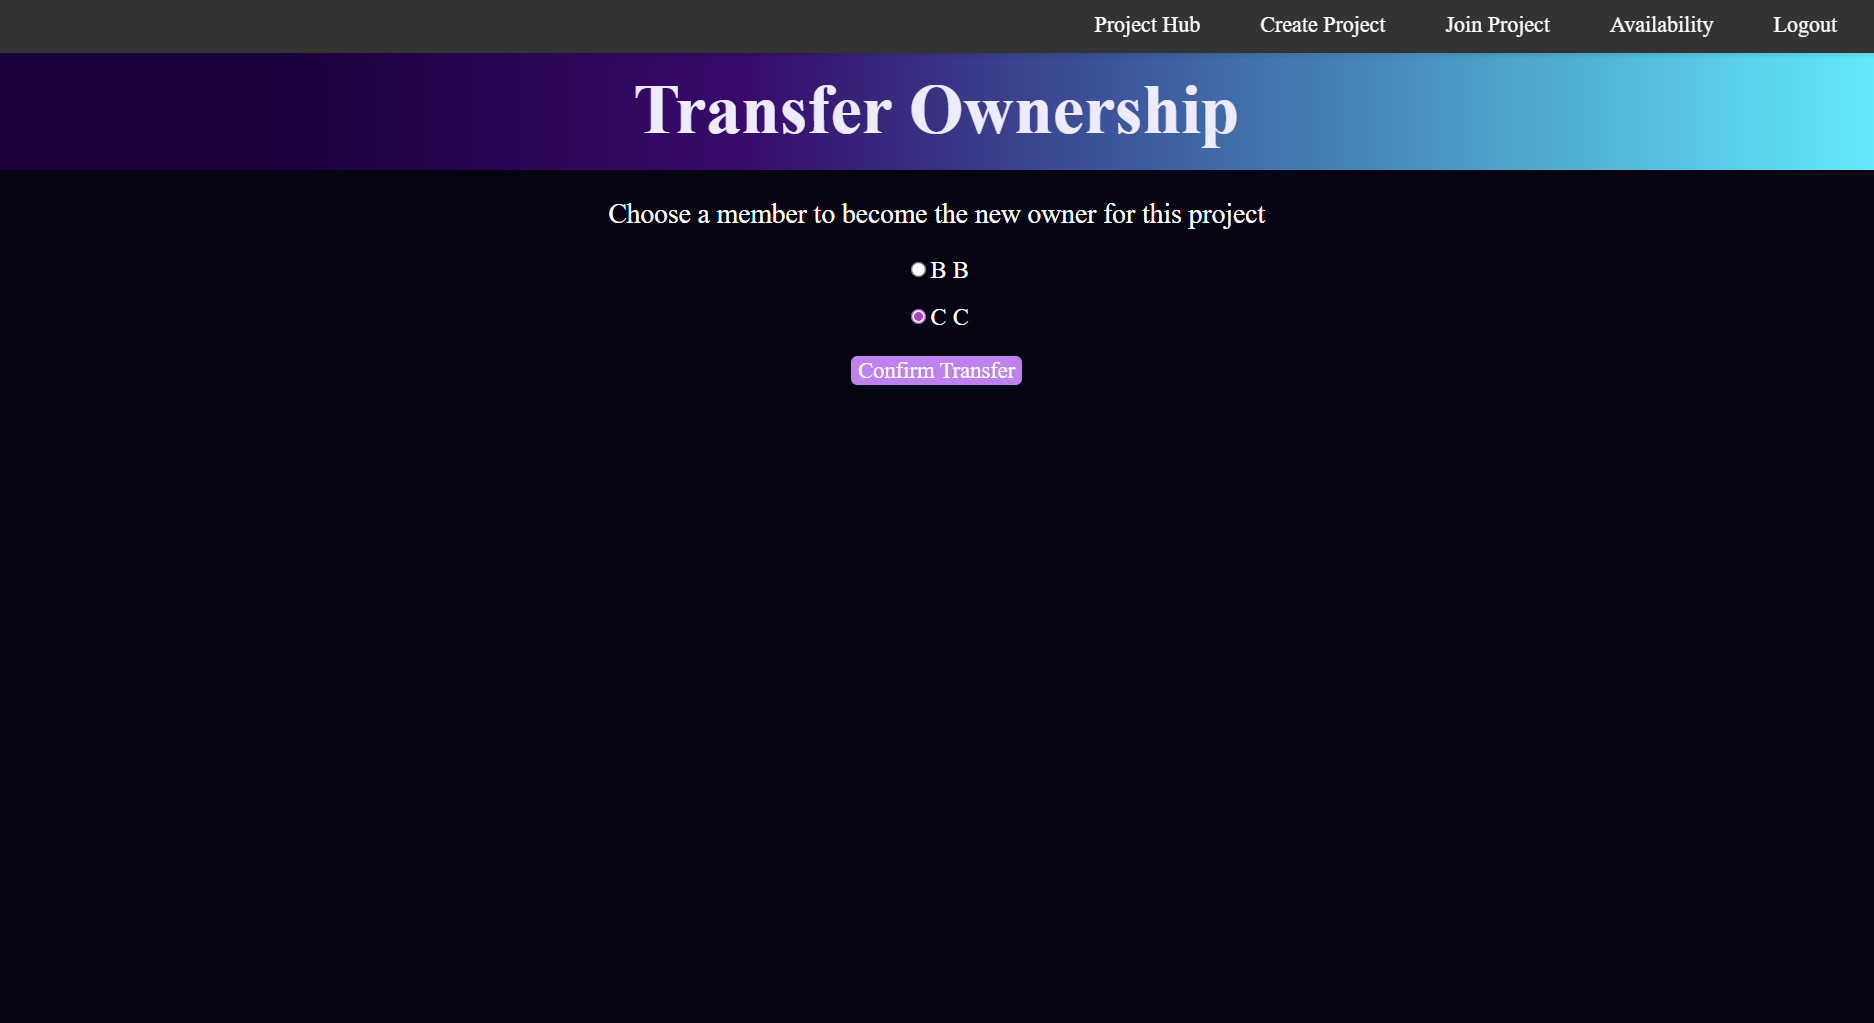 Project Hub Create Project Join Project Availability Logout
Transfer Ownership
Choose a member to become the new owner for this project
B B
C C
Confirm Transfer